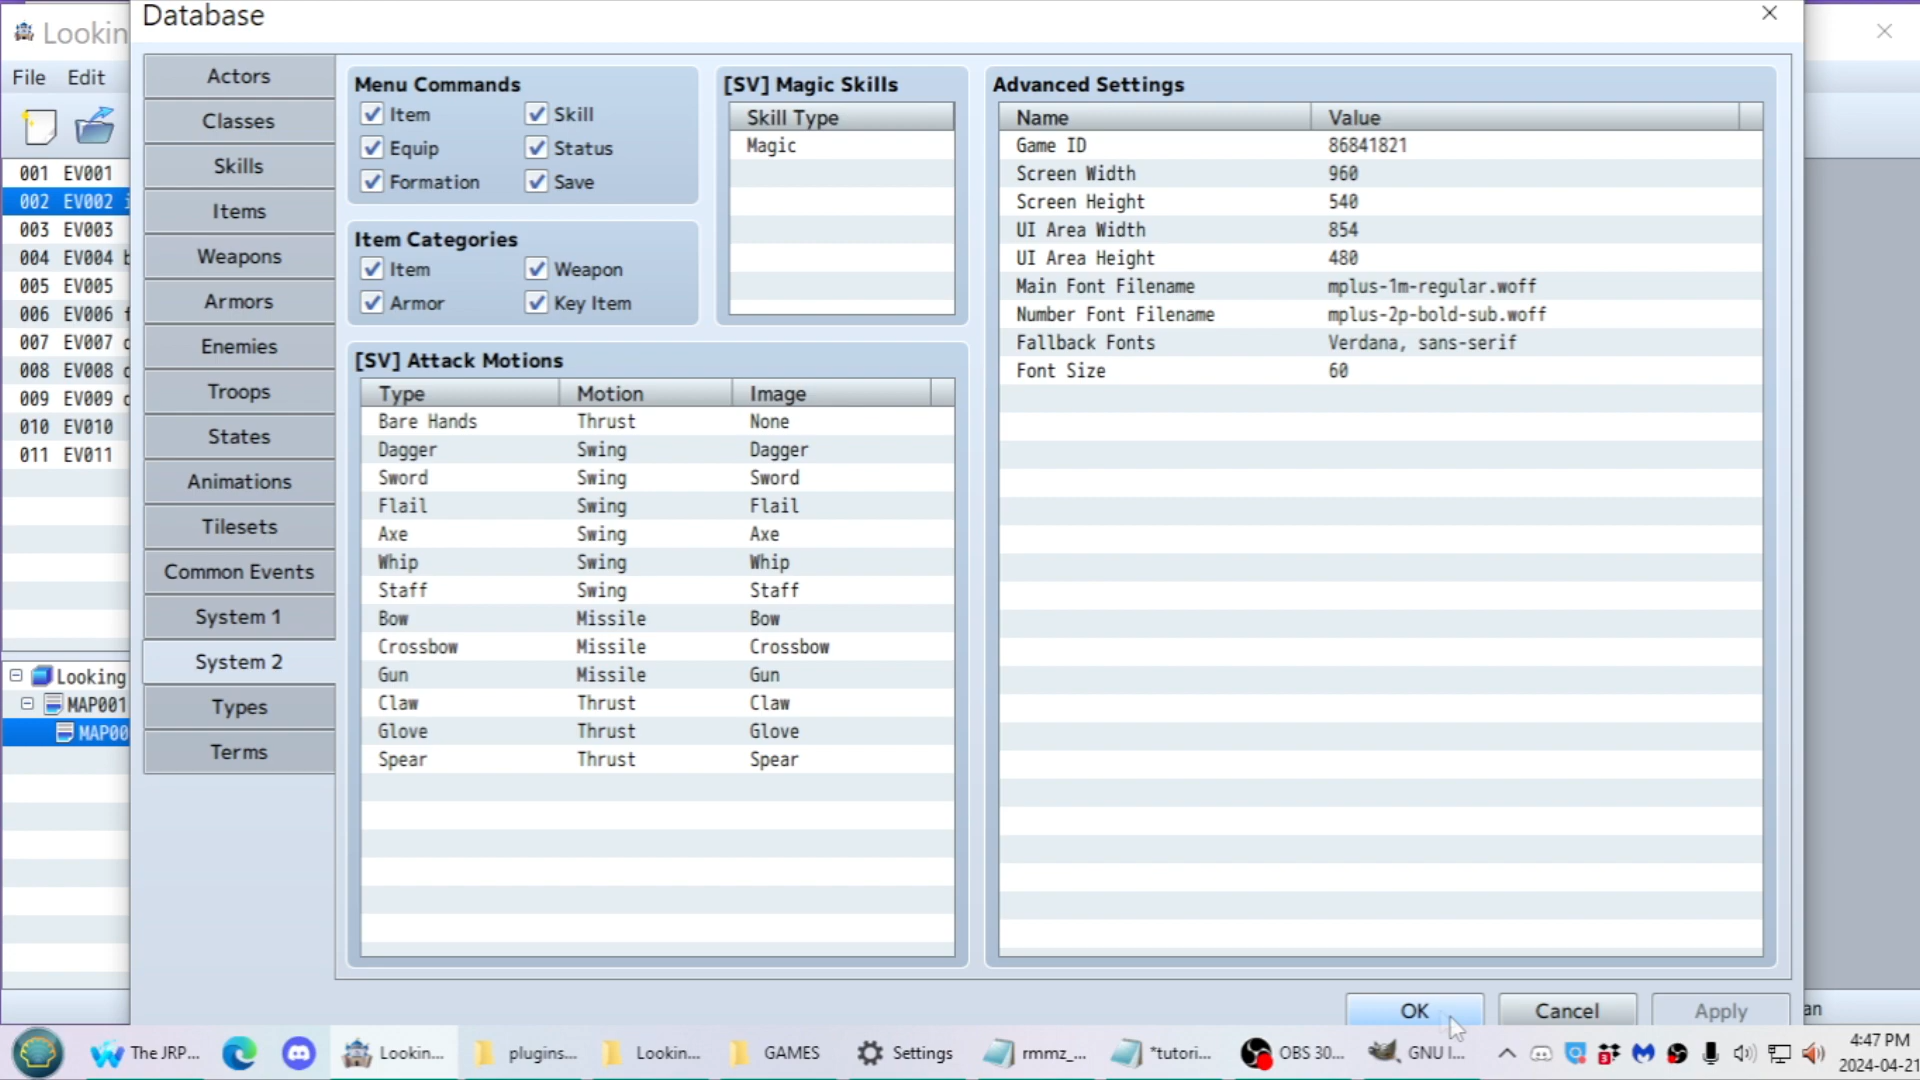 Database
Lookin
File Edit
001 EV001
002 EV002 i
003 EV003
004 EV004 b
005 EV005
006 EV006 f
007 EV007
008 EV008
009 EV009
010 EV010
011 EV011
Looking
MAP001
MAP00
Actors
Classes
Skills
Items
Weapons
Armors
Enemies
Troops
States
Animations
Tilesets
Common Events
System 1
System 2
Types
Terms
Menu Commands
Item Skill
Equip Status
Formation Save
Item Categories
Item Weapon
Armor Key Item
[SV] Magic Skills
Skill Type
Magic
[SV] Attack Motions
Type Motion Image
Bare Hands Thrust None
Dagger Swing Dagger
Sword Swing Sword
Flail Swing Flail
Axe Swing Axe
Whip Swing Whip
Staff Swing Staff
Bow Missile Bow
Crossbow Missile Crossbow
Gun Missile Gun
Claw Thrust Claw
Glove Thrust Glove
Spear Thrust Spear
Advanced Settings
Name Value
Game ID 86841821
Screen Width 960
Screen Height 540
UI Area Width 854
UI Area Height 480
Main Font Filename mplus-1m-regular.woff
Number Font Filename mplus-2p-bold-sub.woff
Fallback Fonts Verdana, sans-serif
Font Size 60
OK Cancel Apply
an
The JRP... Lookin... plugins... Lookin... GAMES Settings rmmz_... *tutori... OBS 30... GNU I... 3
4:47 PM
2024-04-21